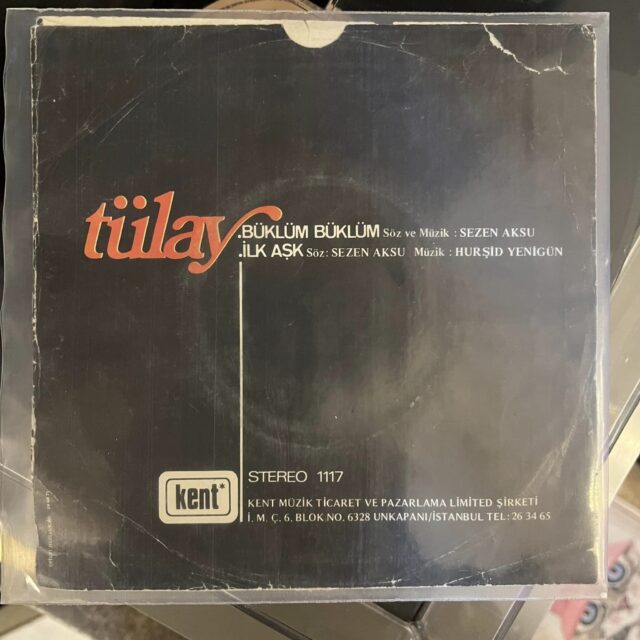 tülay
.BÜKLÜM BÜKLÜM Söz ve Müzik : SEZEN AKSU
.İLK AŞK Söz: SEZEN AKSU Müzik : HURŞİD YENİGÜN
STEREO 1117
kent*
KENT MÜZİK TİCARET VE PAZARLAMA LİMİTED ŞİRKETİ
İ. M. Ç. 6. BLOK NO. 6328 UNKAPANI/İSTANBUL TEL: 26 34 65